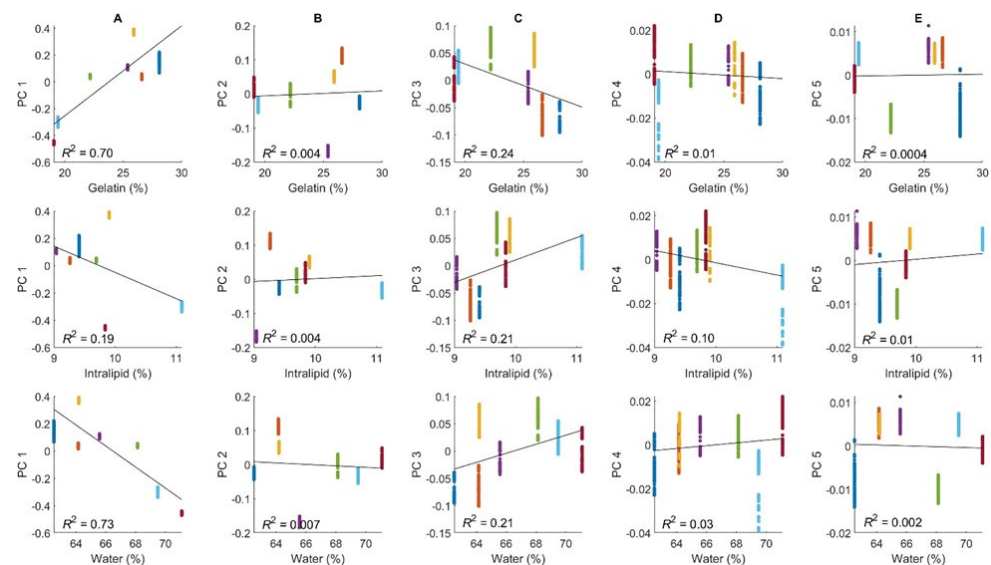 A B C D E
0.4 0.2 0.1 0.02 0.01
0.2 0.1 0.05 0
0 0 0 0
-0.2 -0.05 -0.02 -0.01
-0.4 -0.1 -0.1
-0.6 -0.2 -0.15 -0.04 -0.02
PC 1 PC 2 PC 3 PC 4 PC 5
R² = 0.70 R² = 0.004 R² = 0.24 R² = 0.01 R² = 0.0004
20 25 30 20 25 30 20 25 30 20 25 30 20 25 30
Gelatin (%) Gelatin (%) Gelatin (%) Gelatin (%) Gelatin (%)
0.4 0.2 0.1 0.04 0.01
0.2 0.1 0.05 0.02 0
0 0 0 0
-0.2 -0.1 -0.05 -0.02 -0.01
-0.4 -0.1
-0.6 -0.2 -0.15 -0.04 -0.02
PC 1 PC 2 PC 3 PC 4 PC 5
R² = 0.19 R² = 0.004 R² = 0.21 R² = 0.10 R² = 0.01
9 10 11 9 10 11 9 10 11 9 10 11 9 10 11
Intralipid (%) Intralipid (%) Intralipid (%) Intralipid (%) Intralipid (%)
0.4 0.2 0.1 0.02 0.01
0.2 0.1 0.05 0
0 0 0 0
-0.2 -0.1 -0.05 -0.02 -0.01
-0.4 -0.1
-0.6 -0.2 -0.15 -0.04 -0.02
PC 1 PC 2 PC 3 PC 4 PC 5
R² = 0.73 R² = 0.007 R² = 0.21 R² = 0.03 R² = 0.002
64 66 68 70 64 66 68 70 64 66 68 70 64 66 68 70 64 66 68 70
Water (%) Water (%) Water (%) Water (%) Water (%)